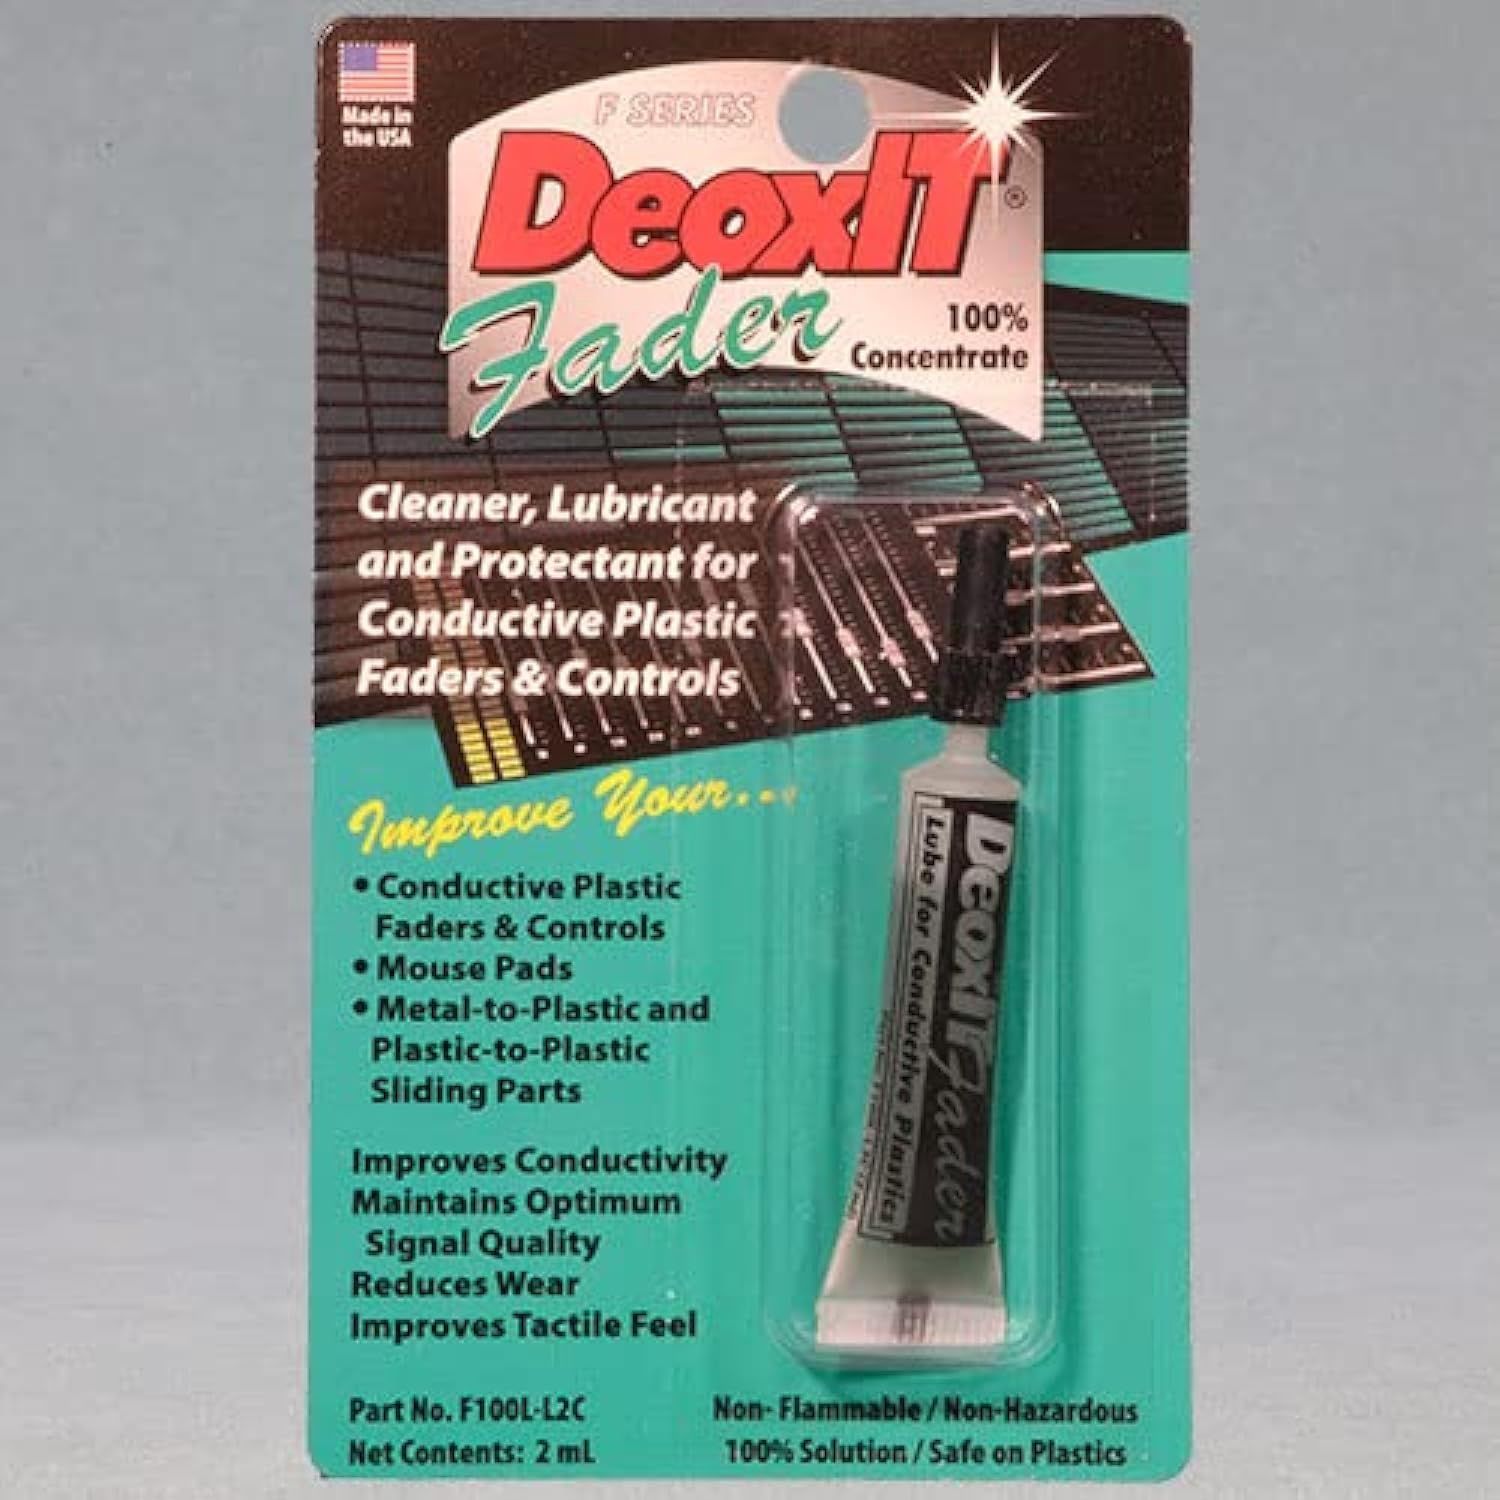 Made in
the USA
F SERIES
DeoxIT®
Fader
100%
Concentrate
Cleaner, Lubricant
and Protectant for
Conductive Plastic
Faders & Controls
Improve Your...
• Conductive Plastic
Faders & Controls
• Mouse Pads
• Metal-to-Plastic and
Plastic-to-Plastic
Sliding Parts
Improves Conductivity
Maintains Optimum
Signal Quality
Reduces Wear
Improves Tactile Feel
Part No. F100L-L2C
Net Contents: 2 mL
Non- Flammable / Non-Hazardous
100% Solution / Safe on Plastics
DeoxIT Fader
Lube for Conductive Plastics